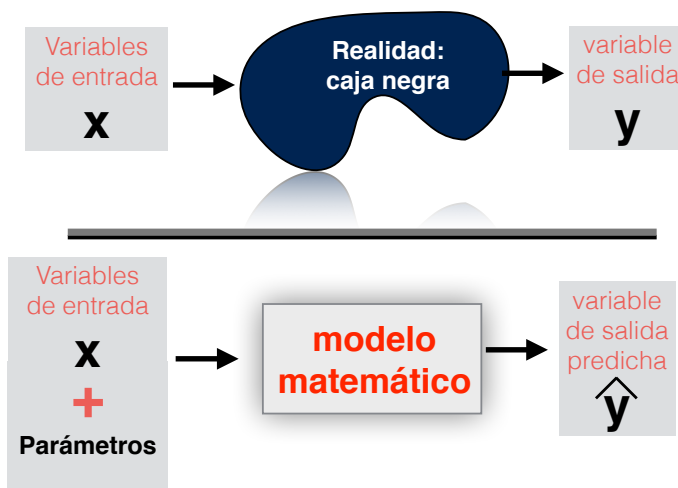 Variables
de entrada
x
Realidad:
caja negra
variable
de salida
y
Variables
de entrada
x
+
Parámetros
modelo
matemático
variable
de salida
predicha
ŷ